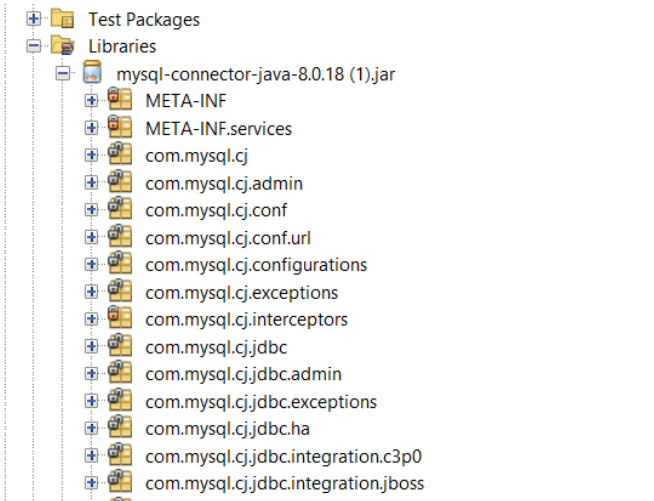 Test Packages
Libraries
mysql-connector-java-8.0.18 (1).jar
META-INF
META-INF.services
com.mysql.cj
com.mysql.cj.admin
com.mysql.cj.conf
com.mysql.cj.conf.url
com.mysql.cj.configurations
com.mysql.cj.exceptions
com.mysql.cj.interceptors
com.mysql.cj.jdbc
com.mysql.cj.jdbc.admin
com.mysql.cj.jdbc.exceptions
com.mysql.cj.jdbc.ha
com.mysql.cj.jdbc.integration.c3p0
com.mysql.cj.jdbc.integration.jboss